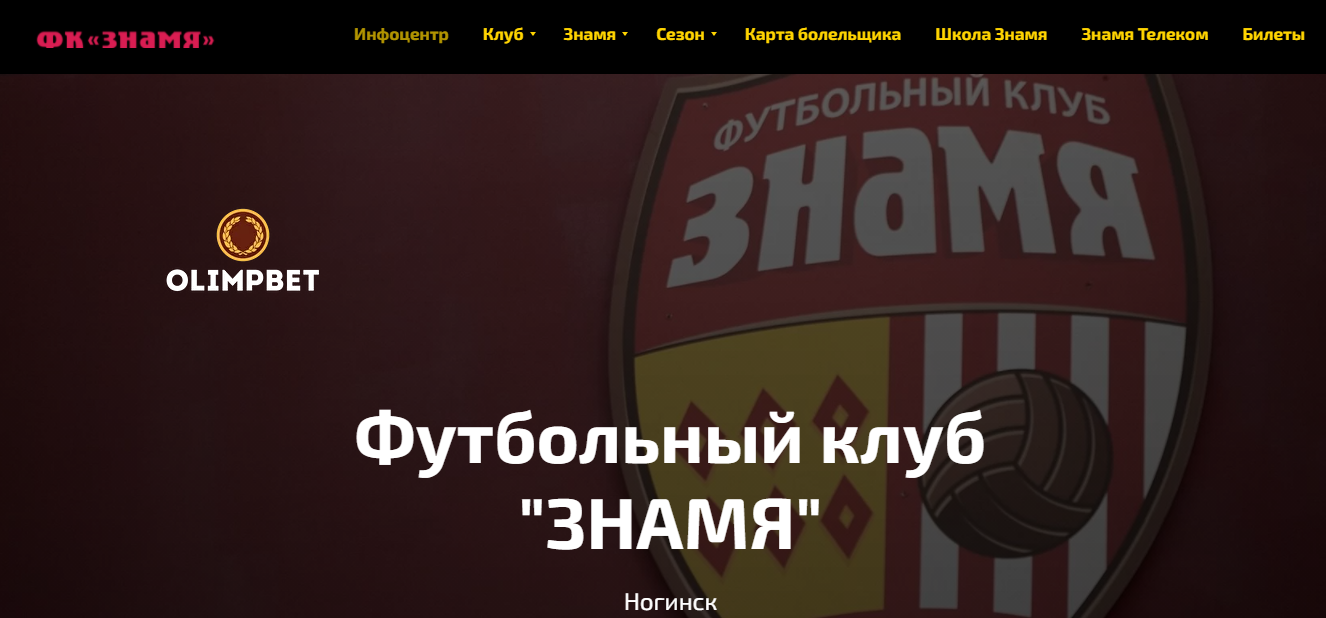 ФК «ЗНАМЯ»
Инфоцентр Клуб Знамя Сезон Карта болельщика Школа Знамя Знамя Телеком Билеты
ФУТБОЛЬНЫЙ КЛУБ
ЗНАМЯ
OLIMPBET
Футбольный клуб
"ЗНАМЯ"
Ногинск